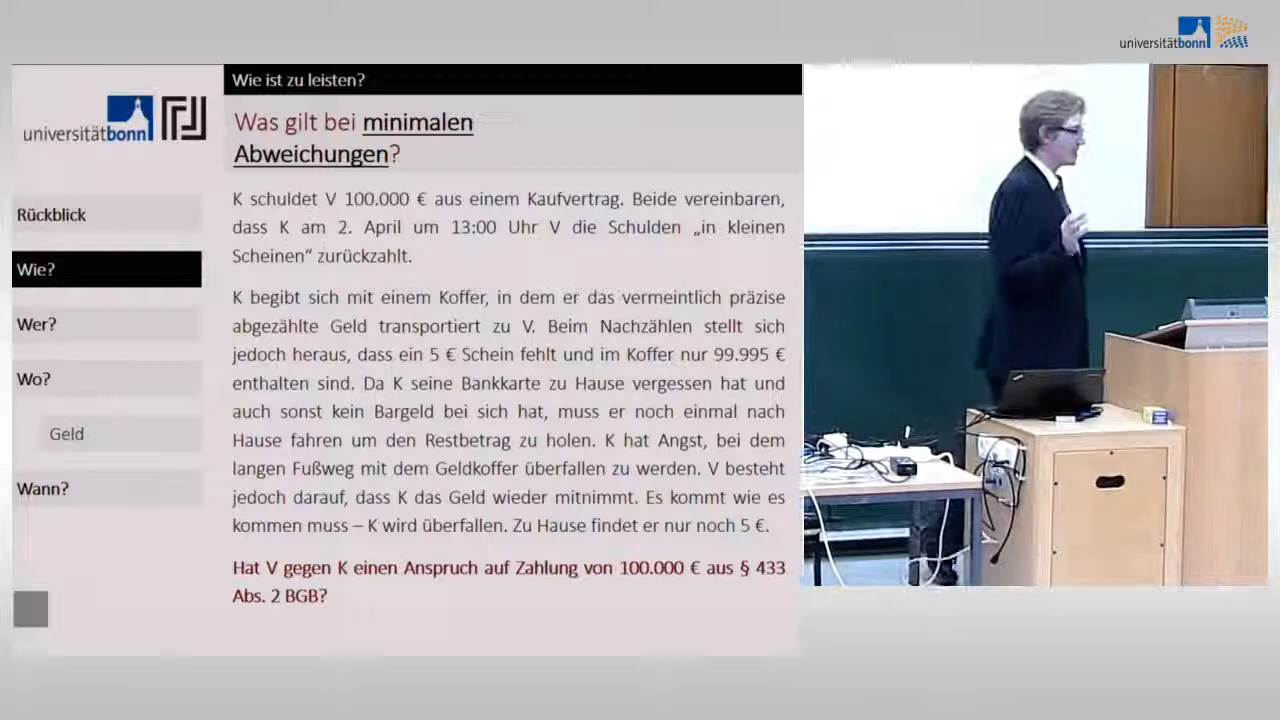 universitätbonn
Wie ist zu leisten?
universitätbonn
Was gilt bei minimalen
Abweichungen?
Rückblick
Wie?
Wer?
Wo?
Geld
Wann?
K schuldet V 100.000 € aus einem Kaufvertrag. Beide vereinbaren,
dass K am 2. April um 13:00 Uhr V die Schulden „in kleinen
Scheinen“ zurückzahlt.
K begibt sich mit einem Koffer, in dem er das vermeintlich präzise
abgezählte Geld transportiert zu V. Beim Nachzählen stellt sich
jedoch heraus, dass ein 5 € Schein fehlt und im Koffer nur 99.995 €
enthalten sind. Da K seine Bankkarte zu Hause vergessen hat und
auch sonst kein Bargeld bei sich hat, muss er noch einmal nach
Hause fahren um den Restbetrag zu holen. K hat Angst, bei dem
langen Fußweg mit dem Geldkoffer überfallen zu werden. V besteht
jedoch darauf, dass K das Geld wieder mitnimmt. Es kommt wie es
kommen muss – K wird überfallen. Zu Hause findet er nur noch 5 €.
Hat V gegen K einen Anspruch auf Zahlung von 100.000 € aus § 433
Abs. 2 BGB?